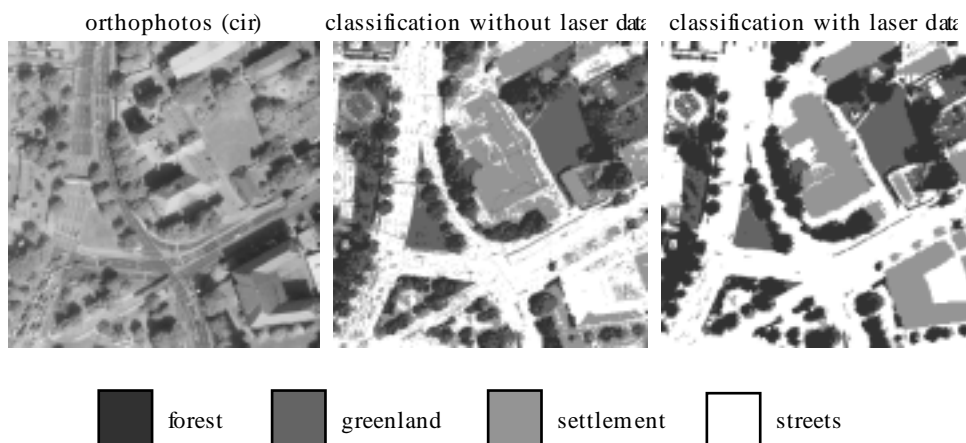 orthophotos (cir)
classification without laser data
classification with laser data
forest
greenland
settlement
streets